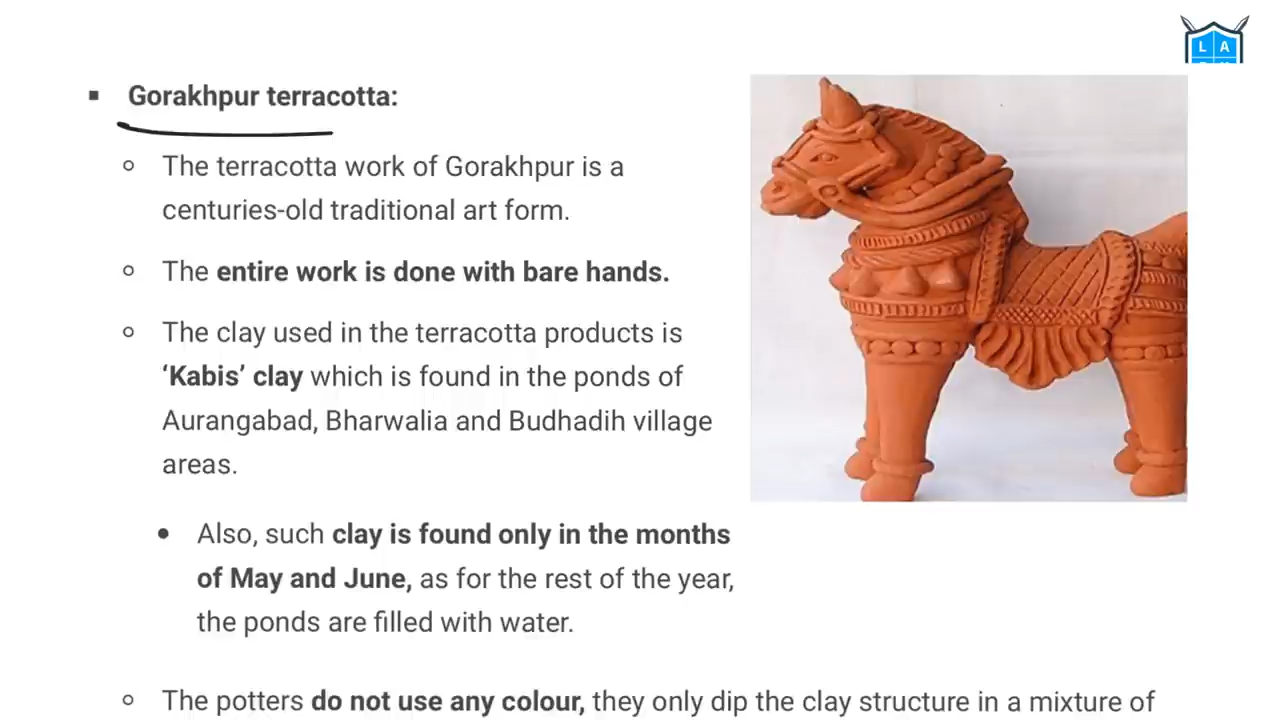 L A
Gorakhpur terracotta:
The terracotta work of Gorakhpur is a
centuries-old traditional art form.
The entire work is done with bare hands.
The clay used in the terracotta products is
‘Kabis’ clay which is found in the ponds of
Aurangabad, Bharwalia and Budhadih village
areas.
Also, such clay is found only in the months
of May and June, as for the rest of the year,
the ponds are filled with water.
The potters do not use any colour, they only dip the clay structure in a mixture of